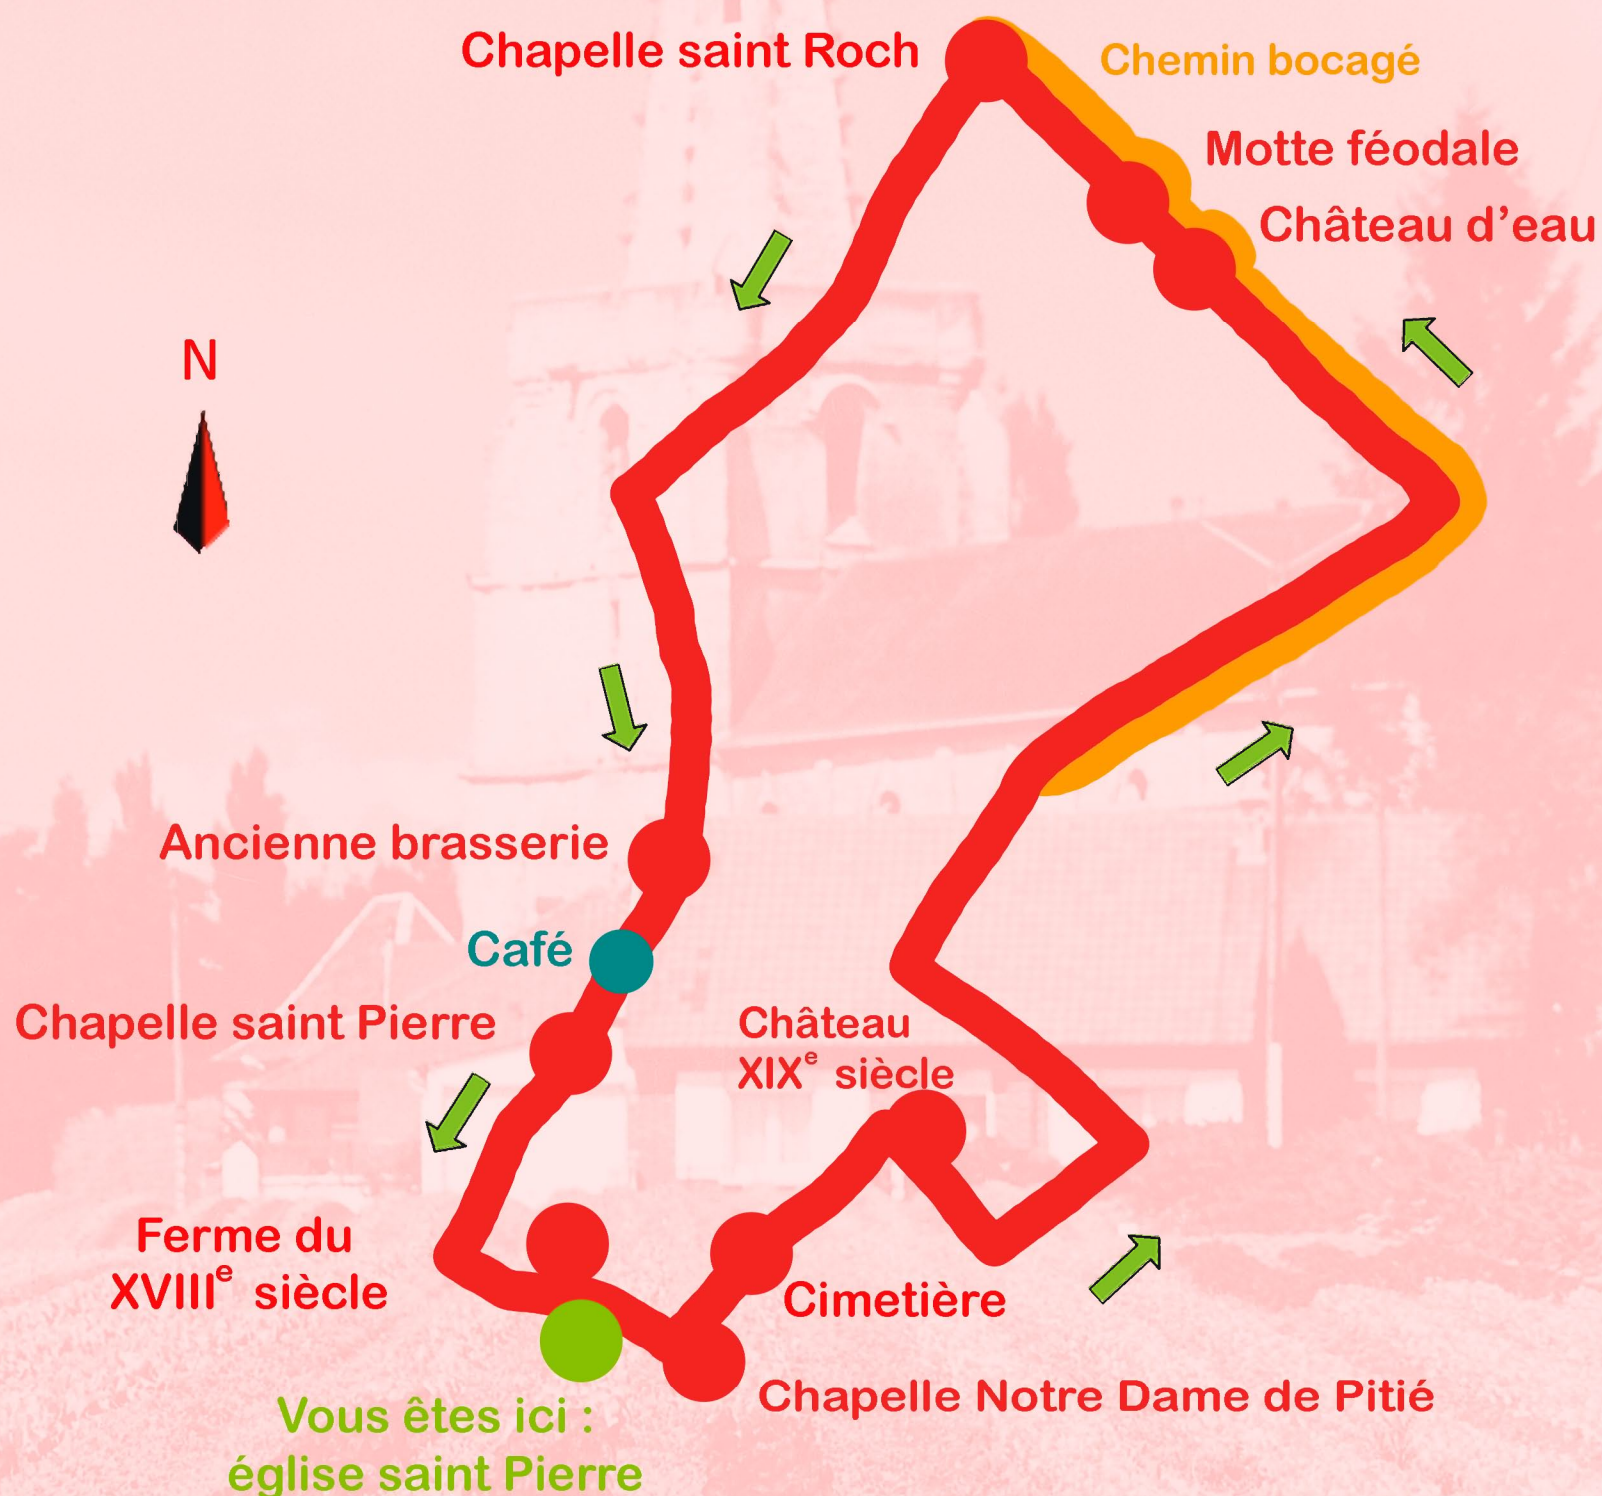 Chapelle saint Roch
Chemin bocagé
Motte féodale
Château d’eau
N
Ancienne brasserie
Café
Chapelle saint Pierre
Château
XIXe siècle
Ferme du
XVIIIe siècle
Cimetière
Chapelle Notre Dame de Pitié
Vous êtes ici :
église saint Pierre